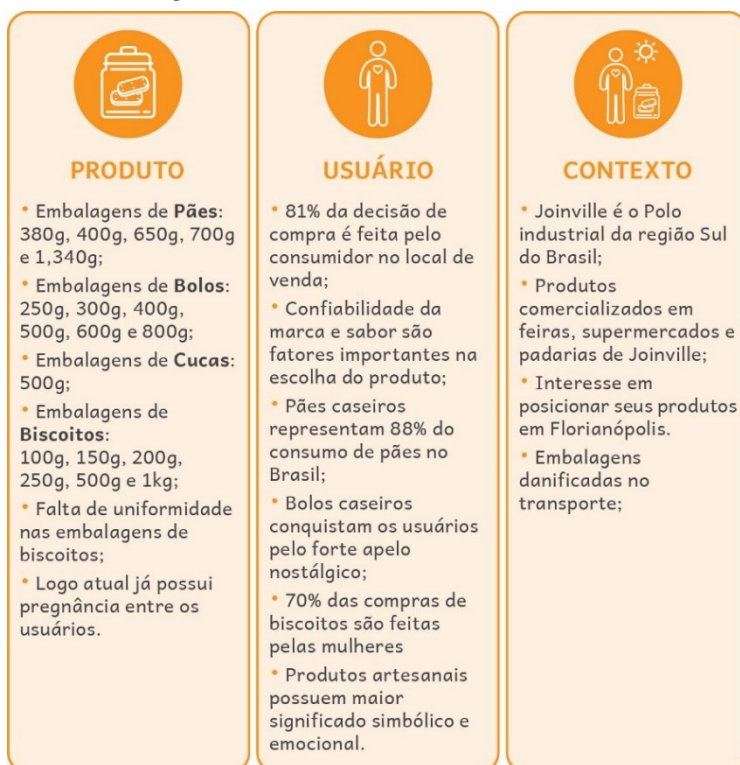 PRODUTO
• Embalagens de Pães:
380g, 400g, 650g, 700g
e 1,340g;
• Embalagens de Bolos:
250g, 300g, 400g,
500g, 600g e 800g;
• Embalagens de Cucas:
500g;
• Embalagens de
Biscoitos:
100g, 150g, 200g,
250g, 500g e 1kg;
• Falta de uniformidade
nas embalagens de
biscoitos;
• Logo atual já possui
pregnância entre os
usuários.
USUÁRIO
• 81% da decisão de
compra é feita pelo
consumidor no local de
venda;
• Confiabilidade da
marca e sabor são
fatores importantes na
escolha do produto;
• Pães caseiros
representam 88% do
consumo de pães no
Brasil;
• Bolos caseiros
conquistam os usuários
pelo forte apelo
nostálgico;
• 70% das compras de
biscoitos são feitas
pelas mulheres
• Produtos artesanais
possuem maior
significado simbólico e
emocional.
CONTEXTO
• Joinville é o Polo
industrial da região Sul
do Brasil;
• Produtos
comercializados em
feiras, supermercados e
padarias de Joinville;
• Interesse em
posicionar seus produtos
em Florianópolis.
• Embalagens
danificadas no
transporte;